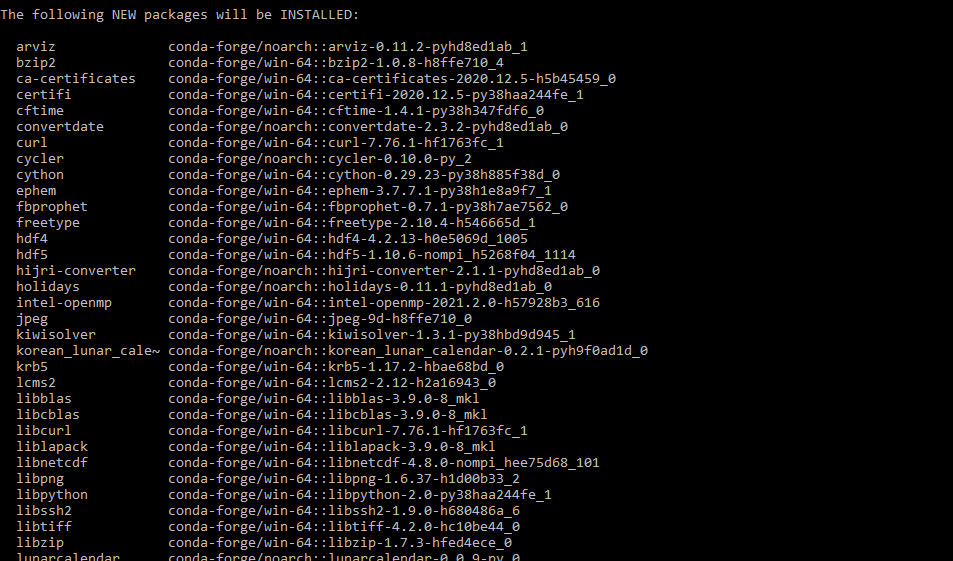 The following NEW packages will be INSTALLED:
arviz conda-forge/noarch::arviz-0.11.2-pyhd8ed1ab_1
bzip2 conda-forge/win-64::bzip2-1.0.8-h8ffe710_4
ca-certificates conda-forge/win-64::ca-certificates-2020.12.5-h5b45459_0
certifi conda-forge/win-64::certifi-2020.12.5-py38haa244fe_1
cftime conda-forge/win-64::cftime-1.4.1-py38h347fdf6_0
convertdate conda-forge/noarch::convertdate-2.3.2-pyhd8ed1ab_0
curl conda-forge/win-64::curl-7.76.1-hf1763fc_1
cycler conda-forge/noarch::cycler-0.10.0-py_2
cython conda-forge/win-64::cython-0.29.23-py38h885f38d_0
ephem conda-forge/win-64::ephem-3.7.7.1-py38h1e8a9f7_1
fbprophet conda-forge/win-64::fbprophet-0.7.1-py38h7ae7562_0
freetype conda-forge/win-64::freetype-2.10.4-h546665d_1
hdf4 conda-forge/win-64::hdf4-4.2.13-h0e5069d_1005
hdf5 conda-forge/win-64::hdf5-1.10.6-nompi_h5268f04_1114
hijri-converter conda-forge/noarch::hijri-converter-2.1.1-pyhd8ed1ab_0
holidays conda-forge/noarch::holidays-0.11.1-pyhd8ed1ab_0
intel-openmp conda-forge/win-64::intel-openmp-2021.2.0-h57928b3_616
jpeg conda-forge/win-64::jpeg-9d-h8ffe710_0
kiwisolver conda-forge/win-64::kiwisolver-1.3.1-py38hbd9d945_1
korean_lunar_cale~ conda-forge/noarch::korean_lunar_calendar-0.2.1-pyh9f0ad1d_0
krb5 conda-forge/win-64::krb5-1.17.2-hbae68bd_0
lcms2 conda-forge/win-64::lcms2-2.12-h2a16943_0
libblas conda-forge/win-64::libblas-3.9.0-8_mkl
libcblas conda-forge/win-64::libcblas-3.9.0-8_mkl
libcurl conda-forge/win-64::libcurl-7.76.1-hf1763fc_1
liblapack conda-forge/win-64::liblapack-3.9.0-8_mkl
libnetcdf conda-forge/win-64::libnetcdf-4.8.0-nompi_hee75d68_101
libpng conda-forge/win-64::libpng-1.6.37-h1d00b33_2
libpython conda-forge/win-64::libpython-2.0-py38haa244fe_1
libssh2 conda-forge/win-64::libssh2-1.9.0-h680486a_6
libtiff conda-forge/win-64::libtiff-4.2.0-hc10be44_0
libzip conda-forge/win-64::libzip-1.7.3-hfed4ece_0
lunarcalendar conda-forge/noarch::lunarcalendar-0.0.9-py_0